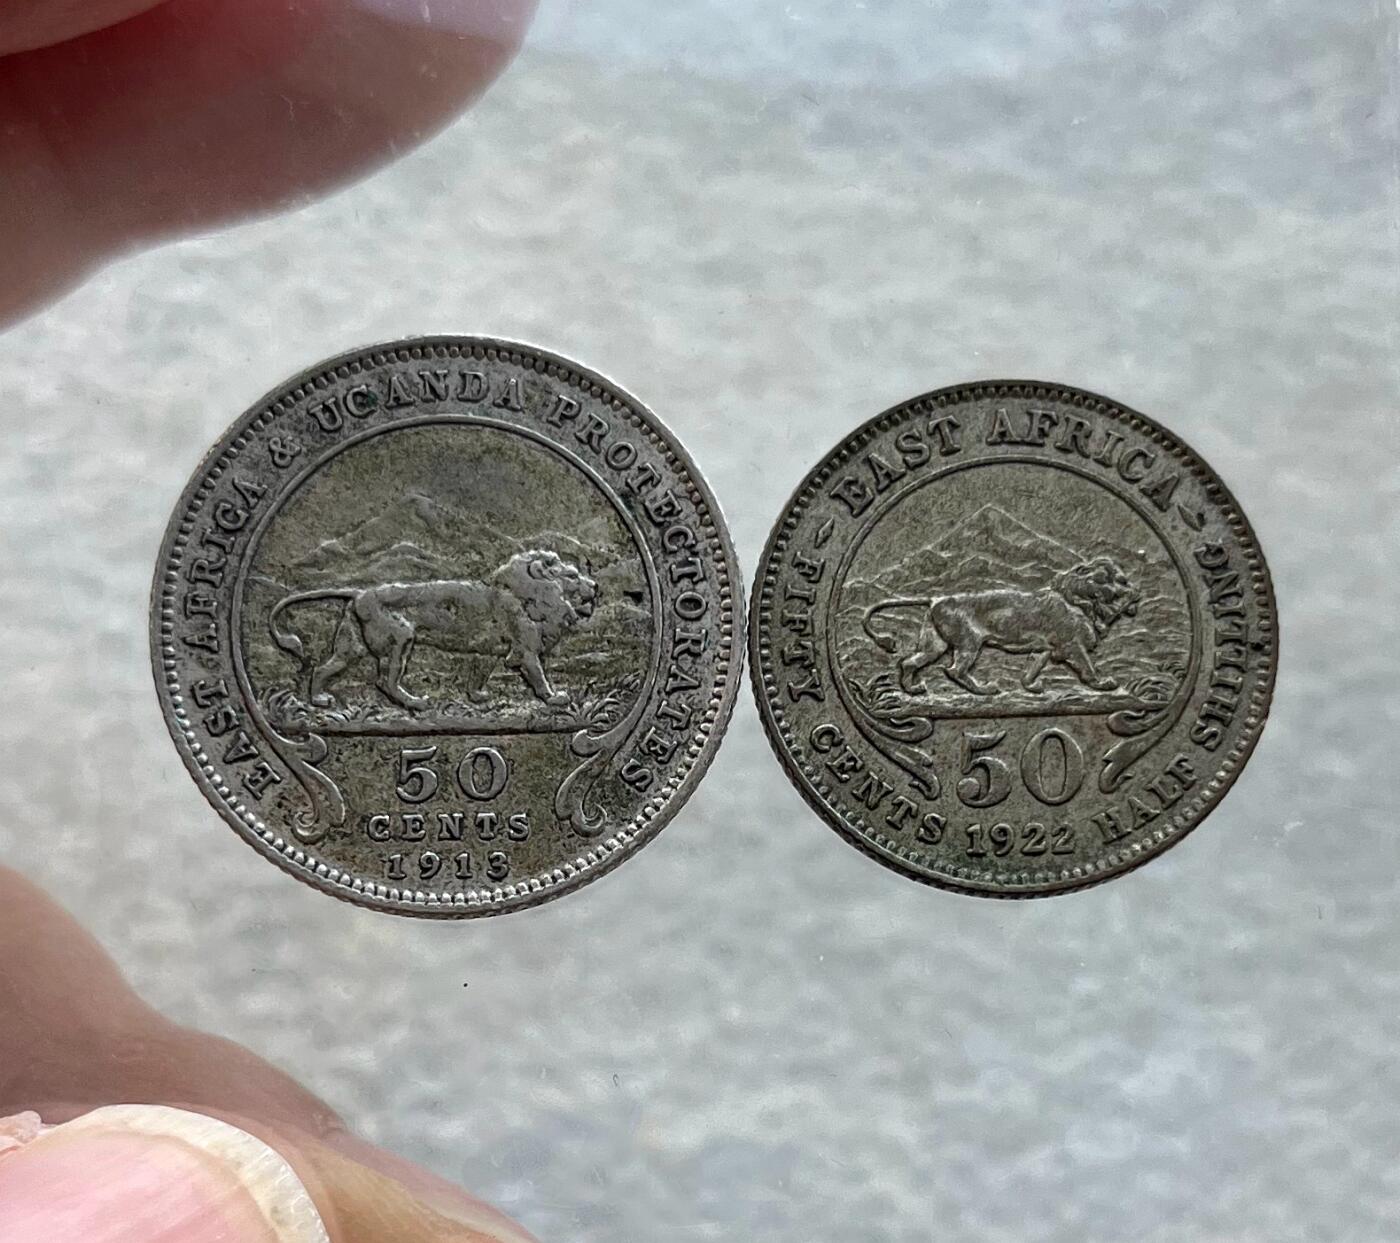 EAST AFRICA & UGANDA PROTECTORATES
50
CENTS
1913
EAST AFRICA
FIFTY CENTS 1922 HALF SHILLING
50